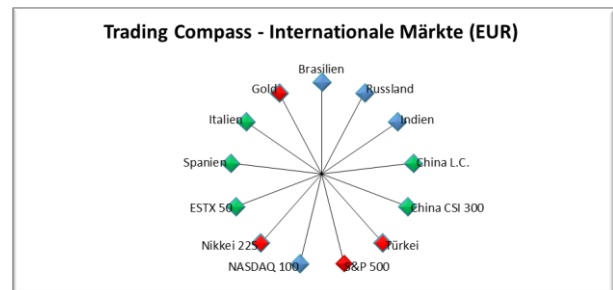 Trading Compass - Internationale Märkte (EUR)
Brasilien
Russland
Indien
China L.C.
China CSI 300
Türkei
S&P 500
NASDAQ 100
Nikkei 225
ESTX 50
Spanien
Italien
Gold